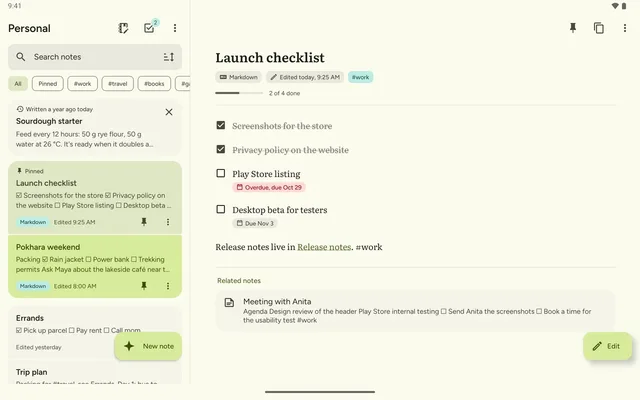 9:41
Personal
2
Search notes
All
Pinned
#work
#travel
#books
Written a year ago today
Sourdough starter
Feed every 12 hours: 50 g rye flour, 50 g
water at 26 °C. It's ready when it doubles a...
Pinned
Launch checklist
☑ Screenshots for the store ☑ Privacy policy on
the website ☐ Play Store listing ☐ Desktop beta ...
Markdown
Edited 9:25 AM
Pokhara weekend
Packing ☑ Rain jacket ☐ Power bank ☐ Trekking
permits Ask Maya about the lakeside café near t...
Markdown
Edited 8:00 AM
Errands
☑ Pick up parcel ☐ Pay rent ☐ Call mom
Edited yesterday
New note
Trip plan
Launch checklist
Markdown
Edited today, 9:25 AM
#work
2 of 4 done
Screenshots for the store
Privacy policy on the website
Play Store listing
Overdue, due Oct 29
Desktop beta for testers
Due Nov 3
Release notes live in Release notes. #work
Related notes
Meeting with Anita
Agenda Design review of the header Play Store internal testing ☐ Send Anita the screenshots ☐ Book a time for
the usability test #work
Edit